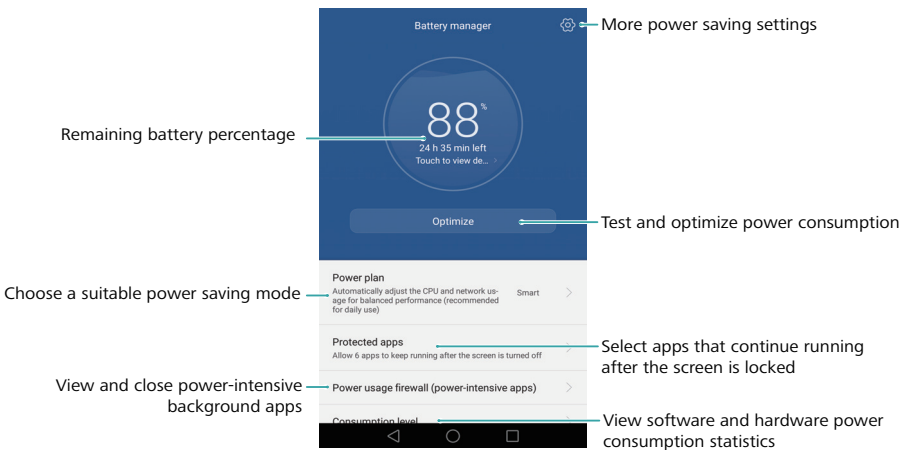 Battery manager
More power saving settings
88%
24 h 35 min left
Touch to view de...
Remaining battery percentage
Optimize
Test and optimize power consumption
Power plan
Automatically adjust the CPU and network us-
age for balanced performance (recommended
for daily use)
Smart
Choose a suitable power saving mode
Protected apps
Allow 6 apps to keep running after the screen is turned off
Select apps that continue running
after the screen is locked
View and close power-intensive
background apps
Power usage firewall (power-intensive apps)
Consumption level
View software and hardware power
consumption statistics